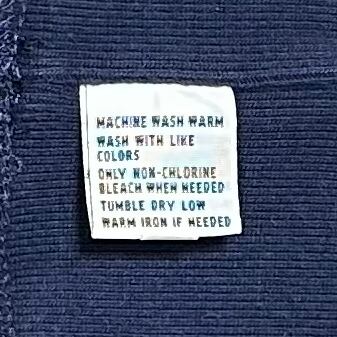 MACHINE WASH WARM
WASH WITH LIKE
COLORS
ONLY NON-CHLORINE
BLEACH WHEN NEEDED
TUMBLE DRY LOW
WARM IRON IF NEEDED